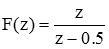 F(z) = z / (z − 0.5)